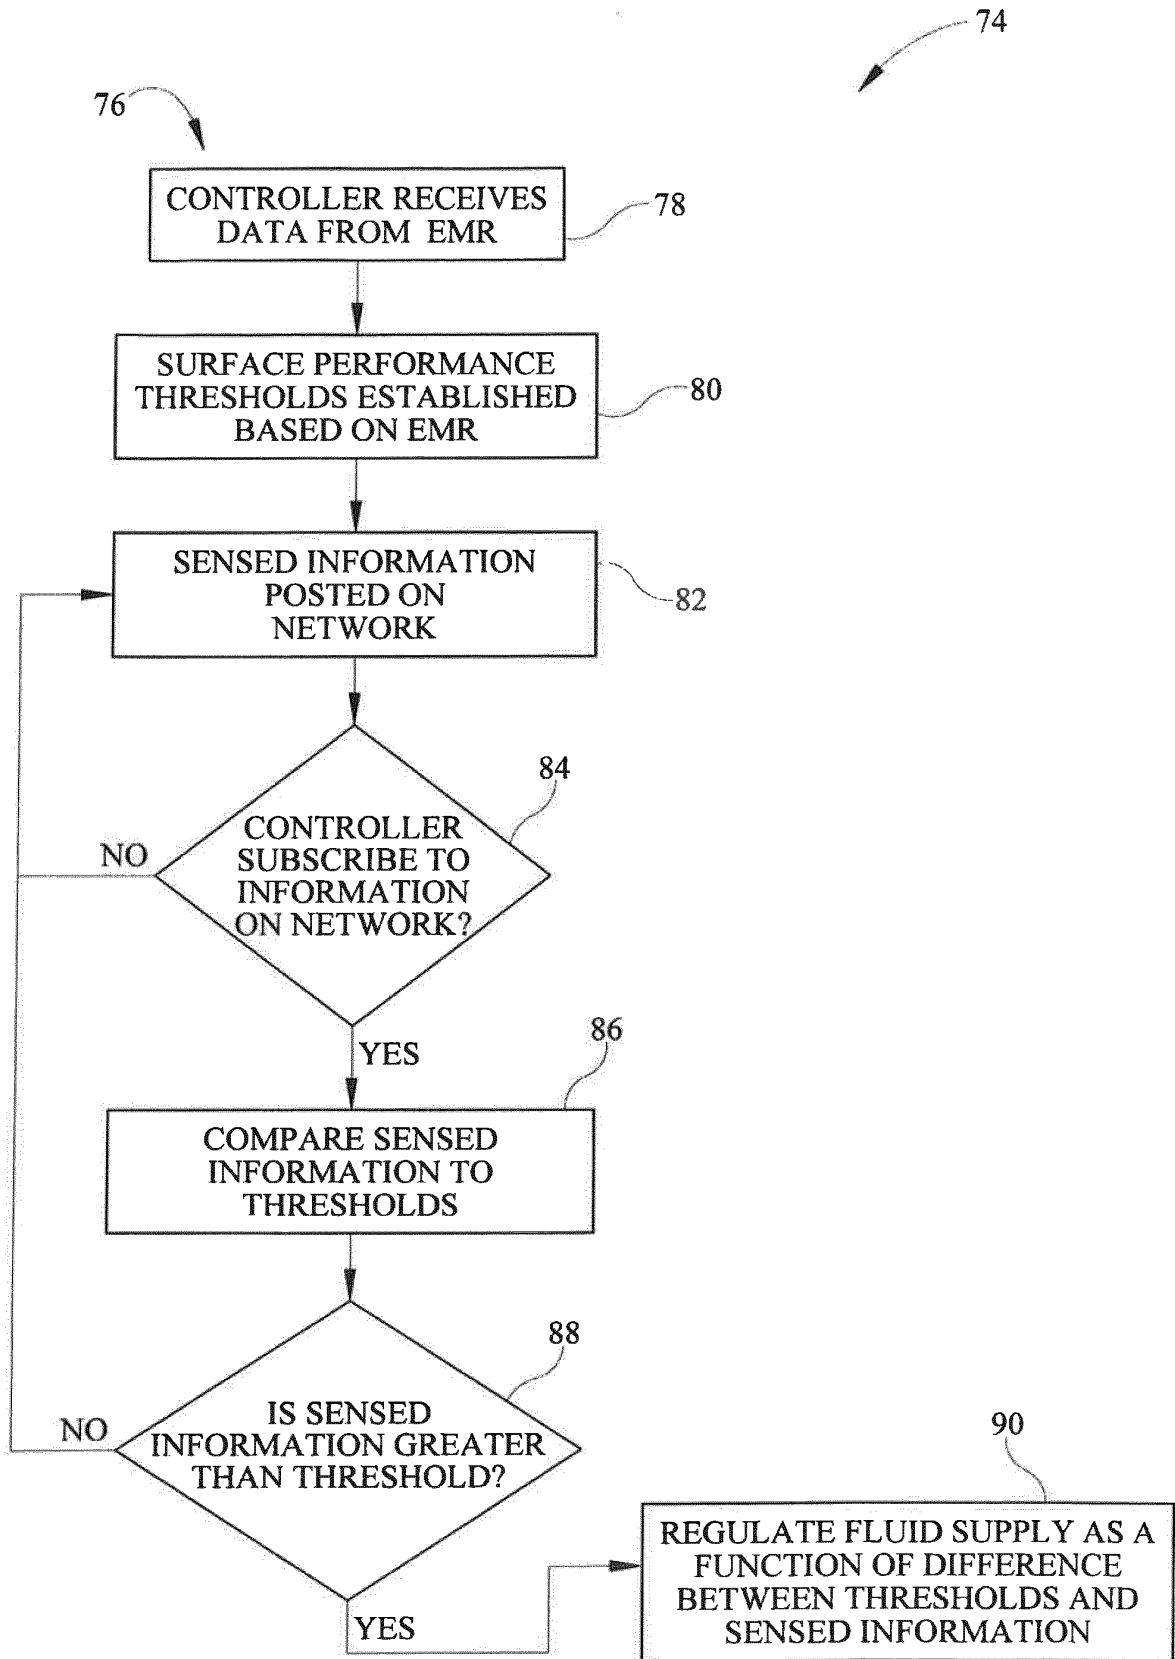 74
76
CONTROLLER RECEIVES
DATA FROM EMR
78
SURFACE PERFORMANCE
THRESHOLDS ESTABLISHED
BASED ON EMR
80
SENSED INFORMATION
POSTED ON
NETWORK
82
84
CONTROLLER
SUBSCRIBE TO
INFORMATION
ON NETWORK?
NO
YES
86
COMPARE SENSED
INFORMATION TO
THRESHOLDS
88
IS SENSED
INFORMATION GREATER
THAN THRESHOLD?
NO
YES
90
REGULATE FLUID SUPPLY AS A
FUNCTION OF DIFFERENCE
BETWEEN THRESHOLDS AND
SENSED INFORMATION